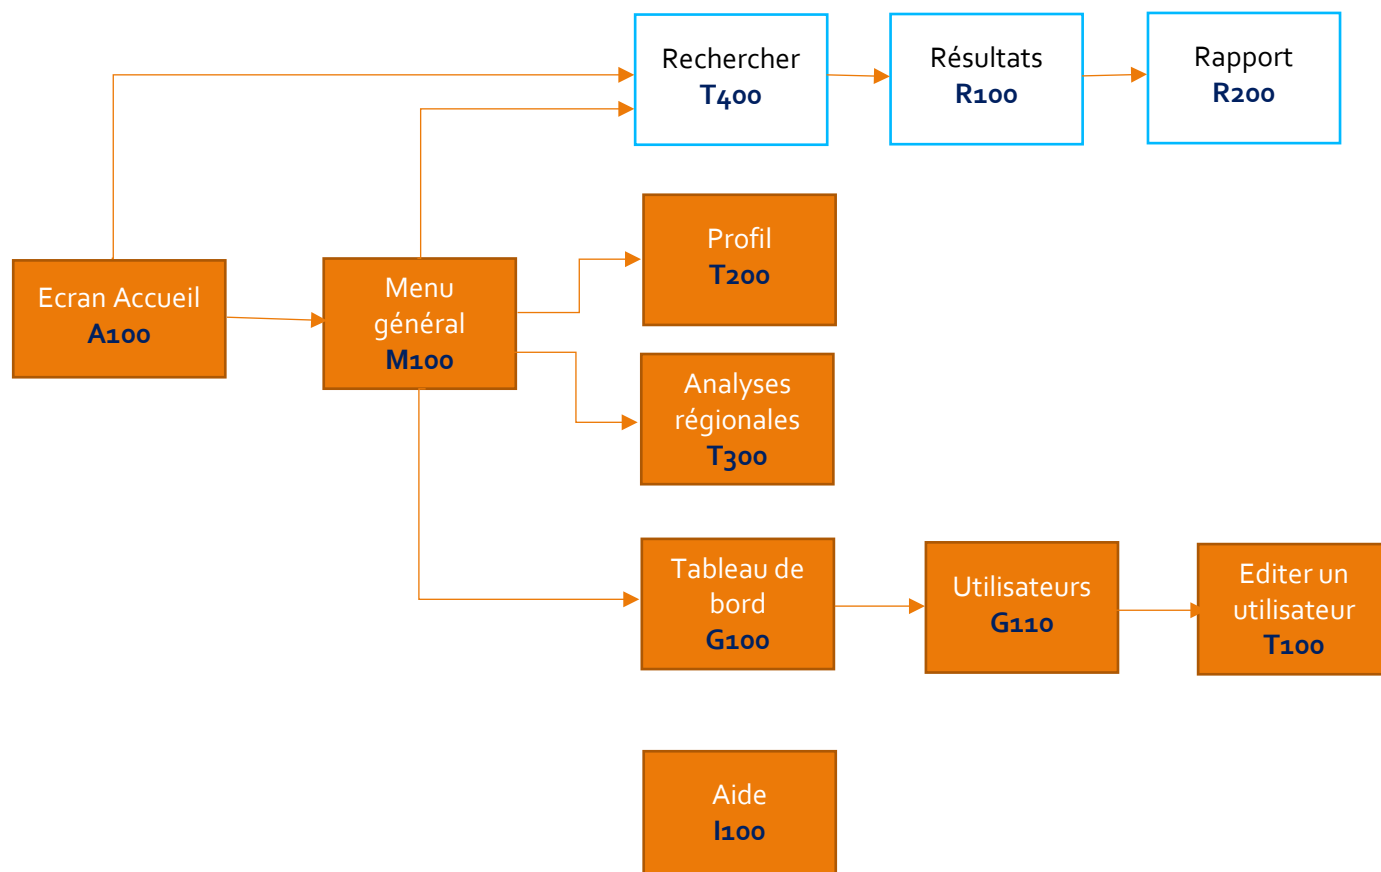 Rechercher
T400
Résultats
R100
Rapport
R200
Profil
T200
Ecran Accueil
A100
Menu
général
M100
Analyses
régionales
T300
Tableau de
bord
G100
Utilisateurs
G110
Editer un
utilisateur
T100
Aide
I100